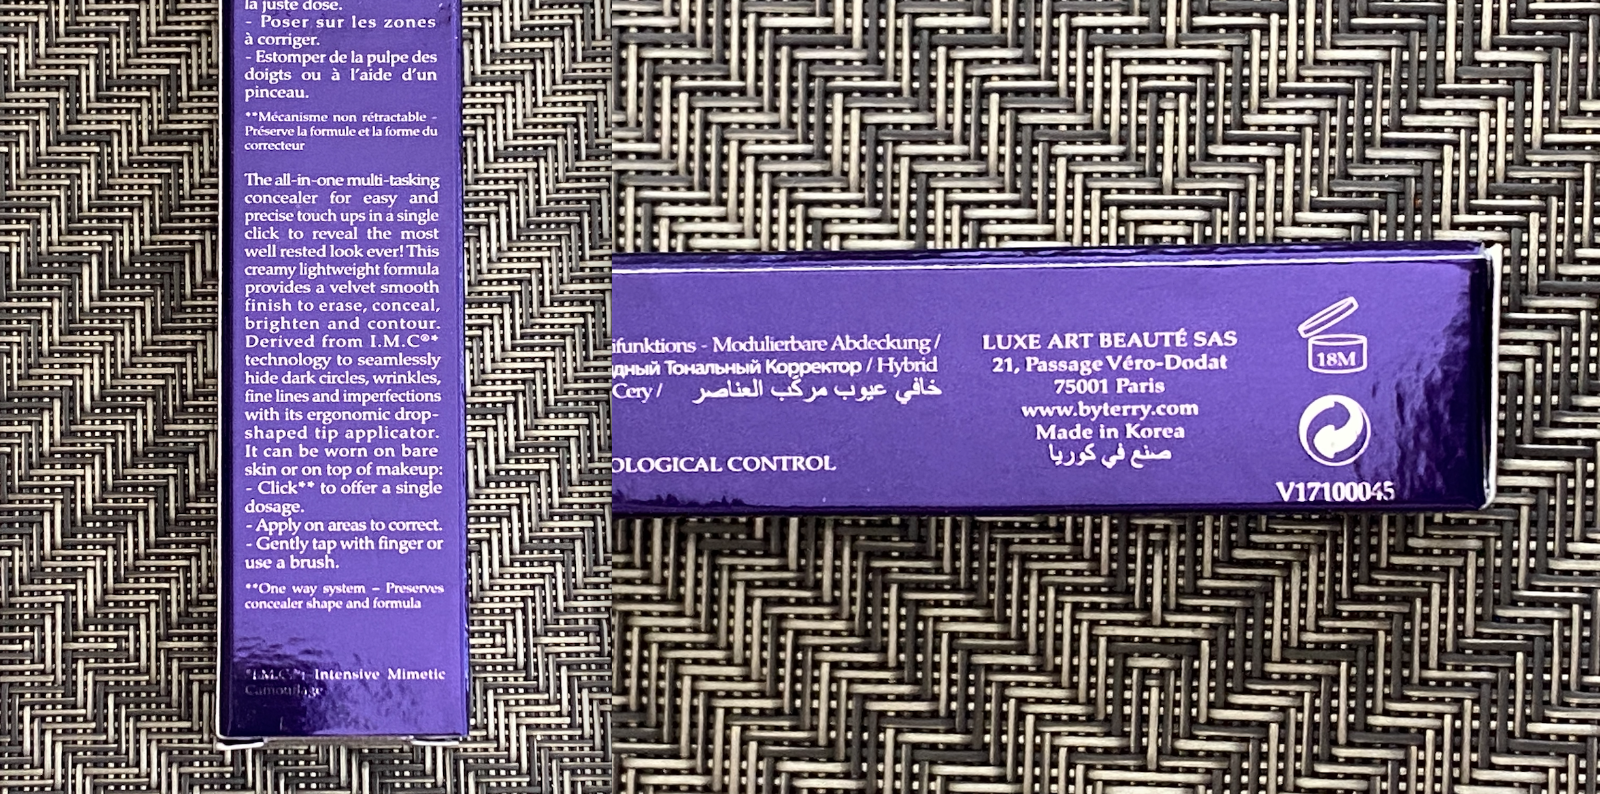 la juste dose.
- Poser sur les zones
à corriger.
- Estomper de la pulpe des
doigts ou à l'aide d'un
pinceau.
**Mécanisme non rétractable -
Préserve la formule et la forme du
correcteur
The all-in-one multi-tasking
concealer for easy and
precise touch ups in a single
click to reveal the most
well rested look ever! This
creamy lightweight formula
provides a velvet smooth
finish to erase, conceal,
brighten and contour.
Derived from I.M.C®*
technology to seamlessly
hide dark circles, wrinkles,
fine lines and imperfections
with its ergonomic drop-
shaped tip applicator.
It can be worn on bare
skin or on top of makeup:
- Click** to offer a single
dosage.
- Apply on areas to correct.
- Gently tap with finger or
use a brush.
**One way system – Preserves
concealer shape and formula
*I.M.C®*: Intensive Mimetic
Camouflage
ifunktions - Modulierbare Abdeckung /
дный Тональный Корректор / Hybrid
Cery / خافي عيوب مركب العناصر
OLOGICAL CONTROL
LUXE ART BEAUTÉ SAS
21, Passage Véro-Dodat
75001 Paris
www.byterry.com
Made in Korea
صنع في كوريا
18M
V17100045